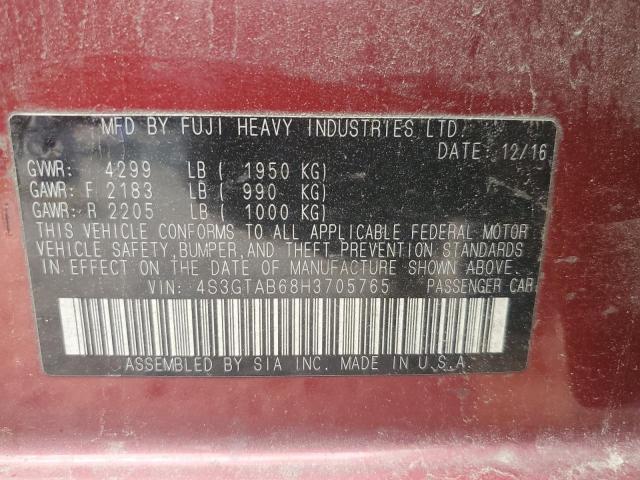 MFD BY FUJI HEAVY INDUSTRIES LTD.
DATE: 12/16
GVWR: 4299 LB ( 1950 KG)
GAWR: F 2183 LB ( 990 KG)
GAWR: R 2205 LB ( 1000 KG)
THIS VEHICLE CONFORMS TO ALL APPLICABLE FEDERAL MOTOR
VEHICLE SAFETY, BUMPER, AND THEFT PREVENTION STANDARDS
IN EFFECT ON THE DATE OF MANUFACTURE SHOWN ABOVE.
VIN: 4S3GTAB68H3705765 PASSENGER CAR
ASSEMBLED BY SIA INC. MADE IN U.S.A.